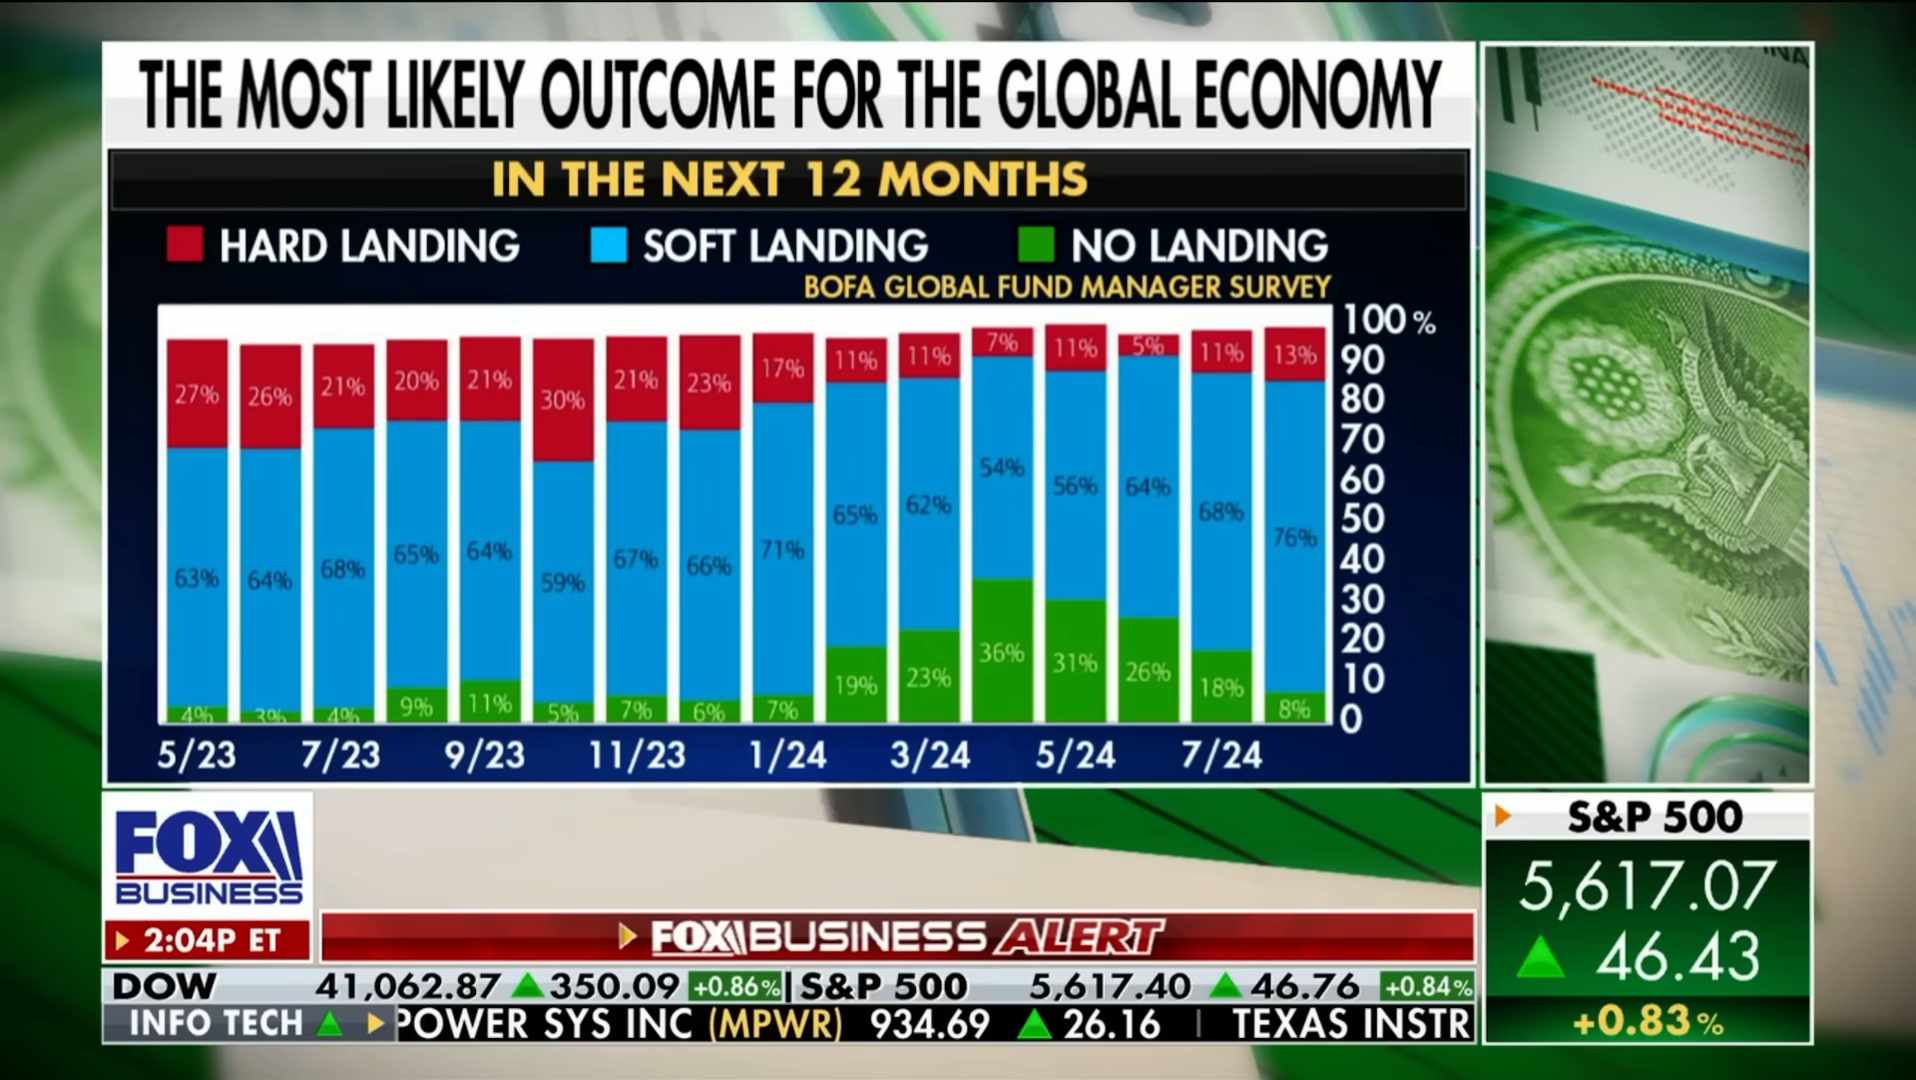 THE MOST LIKELY OUTCOME FOR THE GLOBAL ECONOMY
IN THE NEXT 12 MONTHS
HARD LANDING SOFT LANDING NO LANDING
BOFA GLOBAL FUND MANAGER SURVEY
27% 26% 21% 20% 21% 30% 21% 23% 17% 11% 11% 7% 11% 5% 11% 13%
63% 64% 68% 65% 64% 59% 67% 66% 71% 65% 62% 54% 56% 64% 68% 76%
4% 3% 4% 9% 11% 5% 7% 6% 7% 19% 23% 36% 31% 26% 18% 8%
100%
90
80
70
60
50
40
30
20
10
0
5/23 7/23 9/23 11/23 1/24 3/24 5/24 7/24
FOX
BUSINESS
2:04P ET
FOX BUSINESS ALERT
S&P 500
5,617.07
46.43
+0.83%
DOW 41,062.87 350.09 +0.86% S&P 500 5,617.40 46.76 +0.84%
INFO TECH POWER SYS INC (MPWR) 934.69 26.16 | TEXAS INSTR